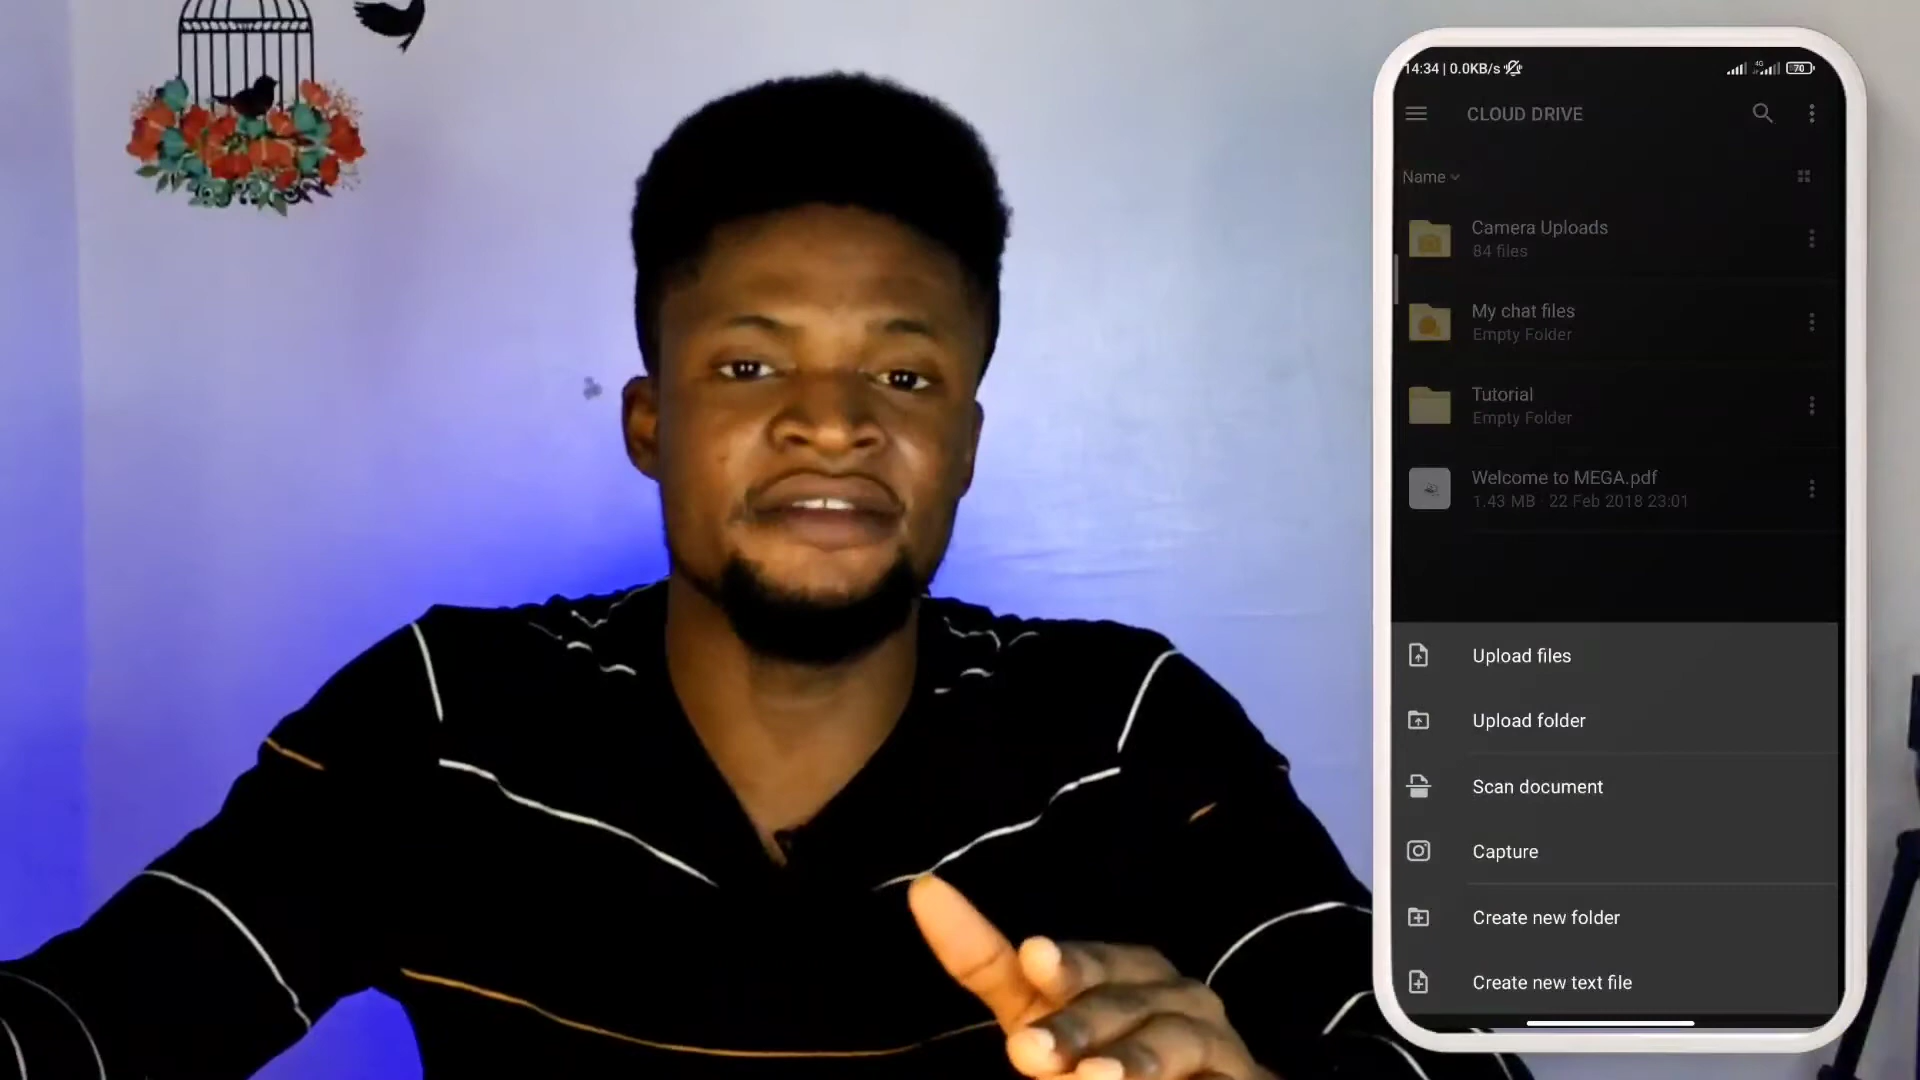 14:34 | 0.0KB/s
4G
70
CLOUD DRIVE
Name
Camera Uploads
84 files
My chat files
Empty Folder
Tutorial
Empty Folder
Welcome to MEGA.pdf
1.43 MB · 22 Feb 2018 23:01
Upload files
Upload folder
Scan document
Capture
Create new folder
Create new text file